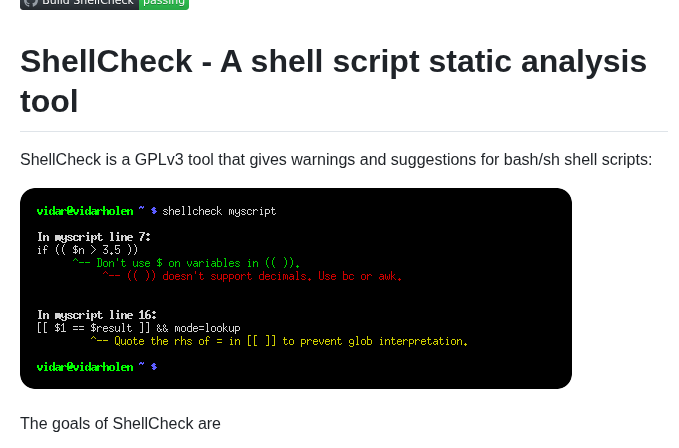 Build ShellCheck passing
ShellCheck - A shell script static analysis
tool
ShellCheck is a GPLv3 tool that gives warnings and suggestions for bash/sh shell scripts:
vidar@vidarholen ~ $ shellcheck myscript
In myscript line 7:
if (( $n > 3.5 ))
^-- Don't use $ on variables in (( )).
^-- (( )) doesn't support decimals. Use bc or awk.
In myscript line 16:
[[ $1 == $result ]] && mode=lookup
^-- Quote the rhs of = in [[ ]] to prevent glob interpretation.
vidar@vidarholen ~ $
The goals of ShellCheck are